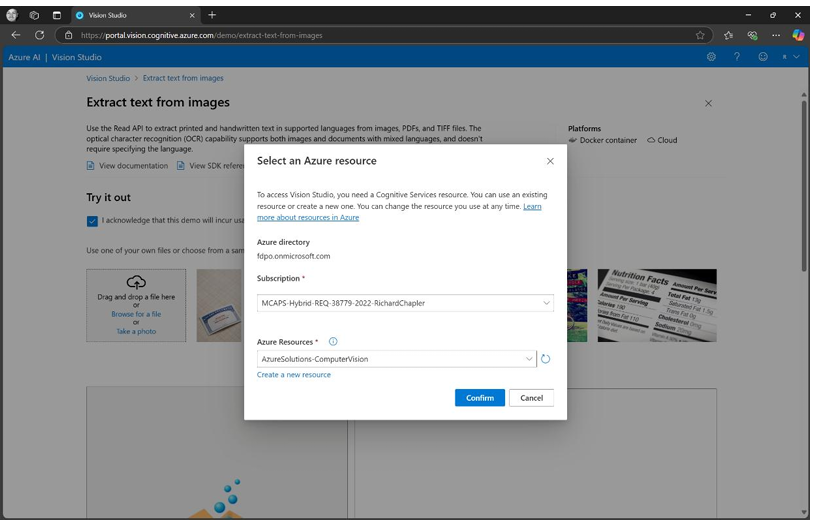 Vision Studio
https://portal.vision.cognitive.azure.com/demo/extract-text-from-images
Azure AI | Vision Studio
Vision Studio > Extract text from images
Extract text from images
Use the Read API to extract printed and handwritten text in supported languages from images, PDFs, and TIFF files. The
optical character recognition (OCR) capability supports both images and documents with mixed languages, and doesn't
require specifying the language.
Platforms
Docker container Cloud
View documentation View SDK refere
Try it out
I acknowledge that this demo will incur usa
Use one of your own files or choose from a sam
Drag and drop a file here
or
Browse for a file
or
Take a photo
Select an Azure resource
To access Vision Studio, you need a Cognitive Services resource. You can use an existing
resource or create a new one. You can change the resource you use at any time. Learn
more about resources in Azure
Azure directory
fdpo.onmicrosoft.com
Subscription *
MCAPS-Hybrid-REQ-38779-2022-RichardChapler
Azure Resources *
AzureSolutions-ComputerVision
Create a new resource
Confirm Cancel
Nutrition Facts
Amount Per Serving
Calories 190
Total Fat 13g
Saturated Fat 1.5g
Trans Fat 0g
Cholesterol 0mg